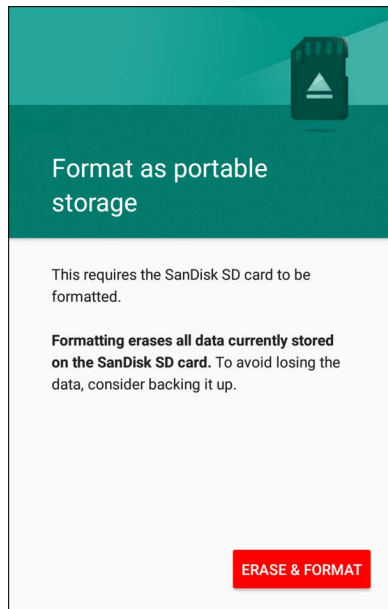 Format as portable
storage
This requires the SanDisk SD card to be
formatted.
Formatting erases all data currently stored
on the SanDisk SD card. To avoid losing the
data, consider backing it up.
ERASE & FORMAT